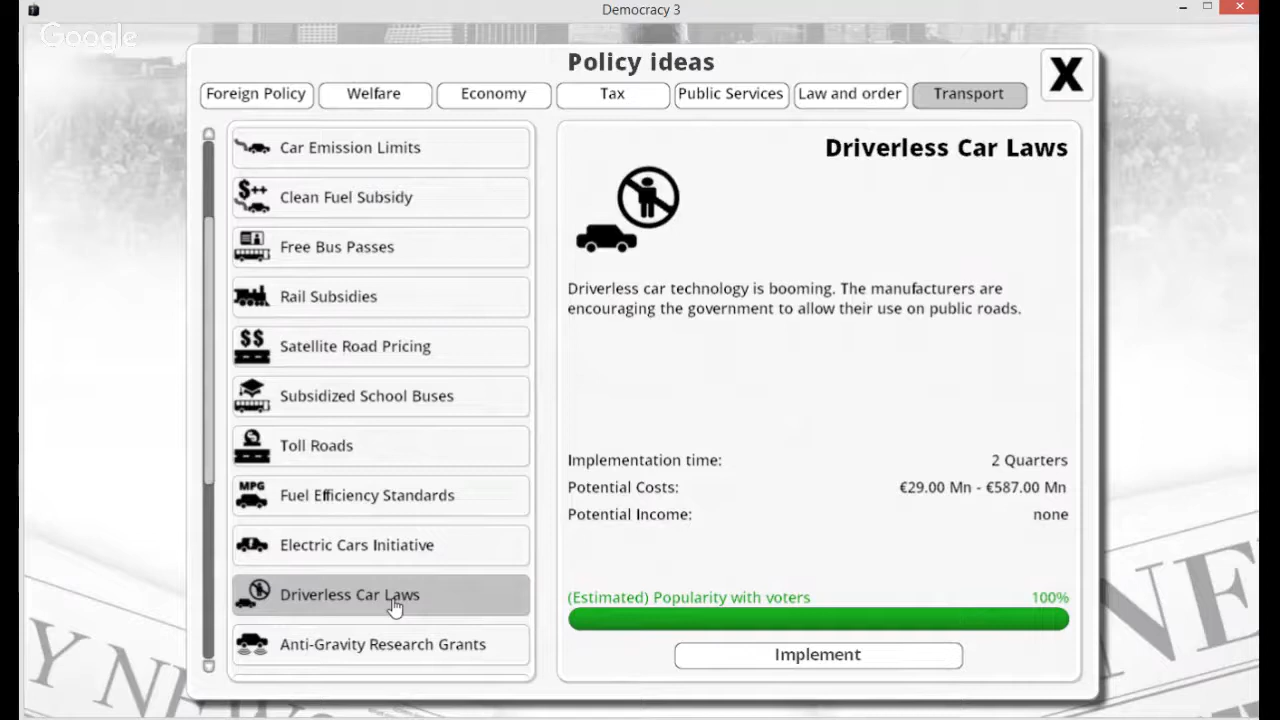 Democracy 3
Google
Policy ideas
X
Foreign Policy
Welfare
Economy
Tax
Public Services
Law and order
Transport
Car Emission Limits
$++
Clean Fuel Subsidy
Free Bus Passes
Rail Subsidies
$$
Satellite Road Pricing
Subsidized School Buses
Toll Roads
MPG
Fuel Efficiency Standards
Electric Cars Initiative
Driverless Car Laws
Anti-Gravity Research Grants
Driverless Car Laws
Driverless car technology is booming. The manufacturers are
encouraging the government to allow their use on public roads.
Implementation time: 2 Quarters
Potential Costs: €29.00 Mn - €587.00 Mn
Potential Income: none
(Estimated) Popularity with voters 100%
Implement
Y NEWS
NEWS